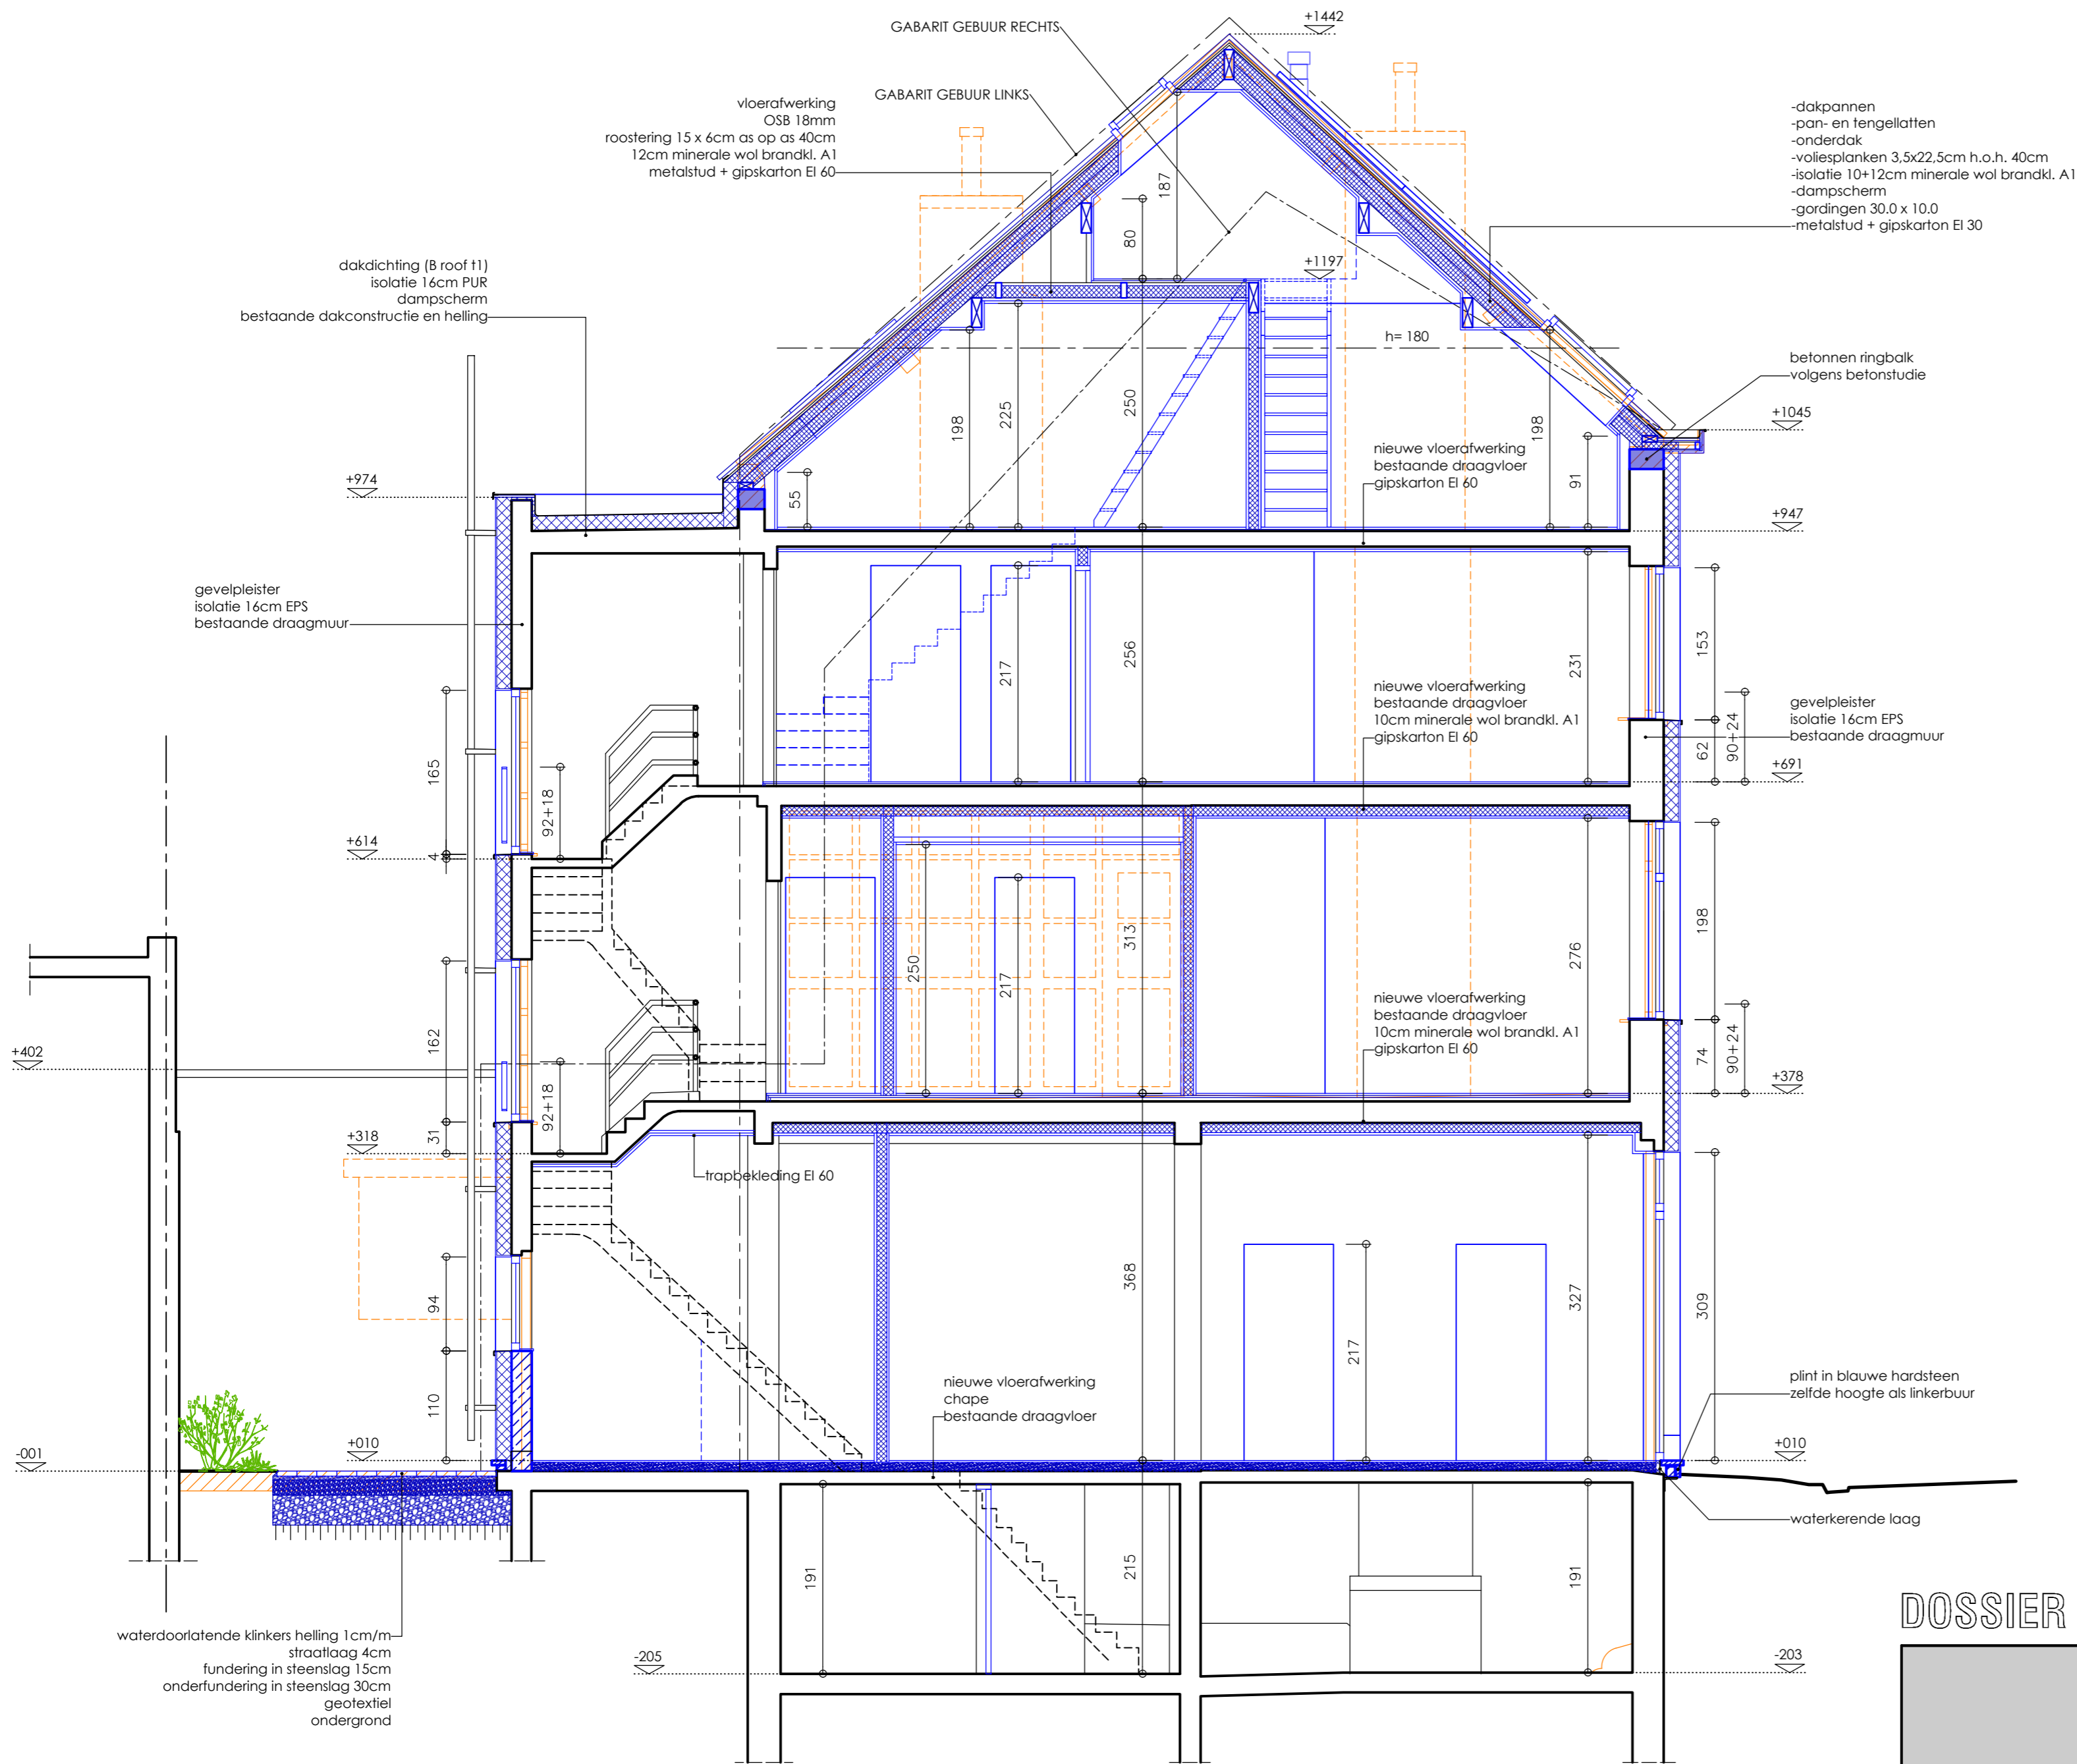 +1442
GABARIT GEBUUR RECHTS
GABARIT GEBUUR LINKS
vloerafwerking
OSB 18mm
roostering 15 x 6cm as op as 40cm
12cm minerale wol brandkl. A1
metalstud + gipskarton EI 60
-dakpannen
-pan- en tengellatten
-onderdak
-voliesplanken 3,5x22,5cm h.o.h. 40cm
-isolatie 10+12cm minerale wol brandkl. A1
-dampscherm
-gordingen 30.0 x 10.0
-metalstud + gipskarton EI 30
187
80
+1197
dakdichting (B roof t1)
isolatie 16cm PUR
dampscherm
bestaande dakconstructie en helling
h= 180
betonnen ringbalk
volgens betonstudie
+1045
198
225
250
198
91
55
nieuwe vloerafwerking
bestaande draagvloer
gipskarton EI 60
+974
+947
gevelpleister
isolatie 16cm EPS
bestaande draagmuur
217
256
231
153
nieuwe vloerafwerking
bestaande draagvloer
10cm minerale wol brandkl. A1
gipskarton EI 60
gevelpleister
isolatie 16cm EPS
bestaande draagmuur
62
90+24
+691
165
92+18
+614
4
250
217
313
276
198
nieuwe vloerafwerking
bestaande draagvloer
10cm minerale wol brandkl. A1
gipskarton EI 60
74
90+24
+378
+402
162
92+18
31
+318
trapbekleding EI 60
94
110
368
327
309
217
nieuwe vloerafwerking
chape
bestaande draagvloer
plint in blauwe hardsteen
zelfde hoogte als linkerbuur
+010
+010
-001
waterkerende laag
191
215
191
-205
-203
waterdoorlatende klinkers helling 1cm/m
straatlaag 4cm
fundering in steenslag 15cm
onderfundering in steenslag 30cm
geotextiel
ondergrond
DOSSIER